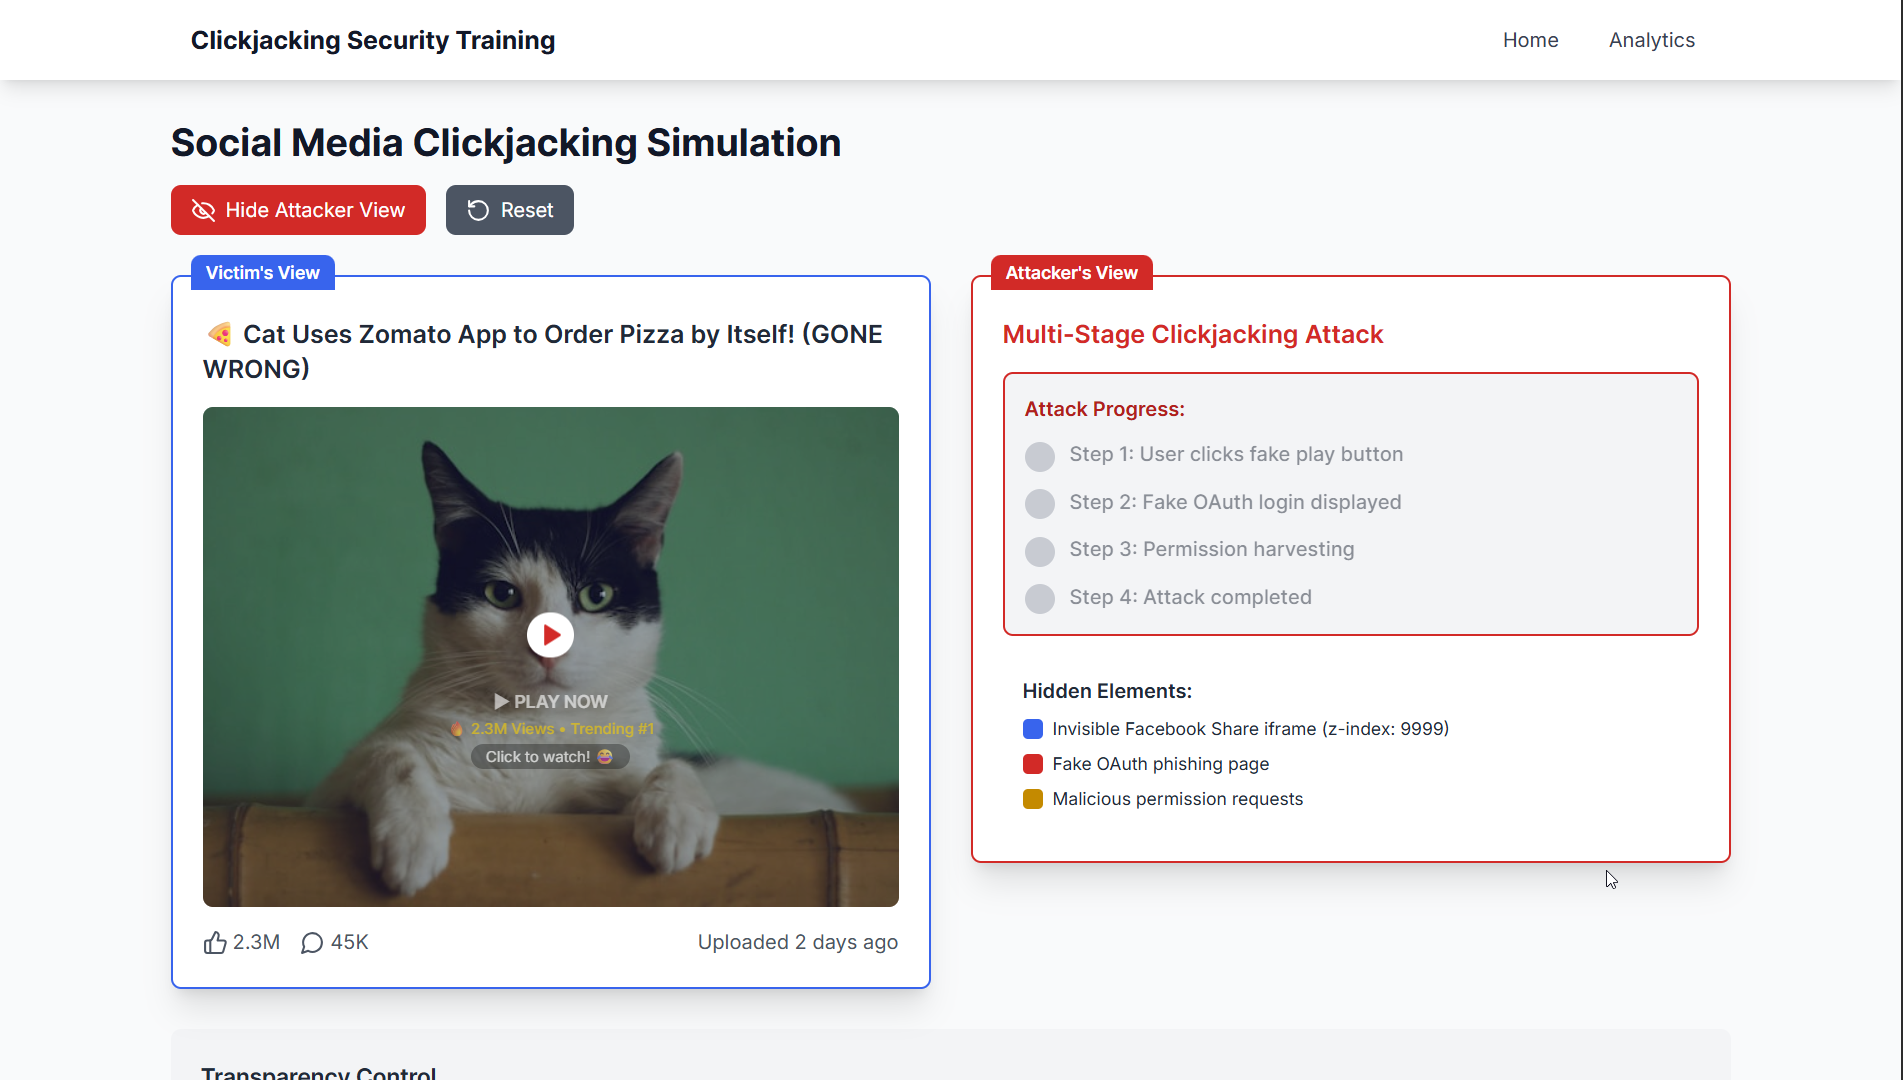 Clickjacking Security Training
Home
Analytics
Social Media Clickjacking Simulation
Hide Attacker View
Reset
Victim's View
🍕 Cat Uses Zomato App to Order Pizza by Itself! (GONE
WRONG)
▶ PLAY NOW
🔥 2.3M Views • Trending #1
Click to watch! 😂
2.3M
45K
Uploaded 2 days ago
Attacker's View
Multi-Stage Clickjacking Attack
Attack Progress:
Step 1: User clicks fake play button
Step 2: Fake OAuth login displayed
Step 3: Permission harvesting
Step 4: Attack completed
Hidden Elements:
Invisible Facebook Share iframe (z-index: 9999)
Fake OAuth phishing page
Malicious permission requests
Transparency Control